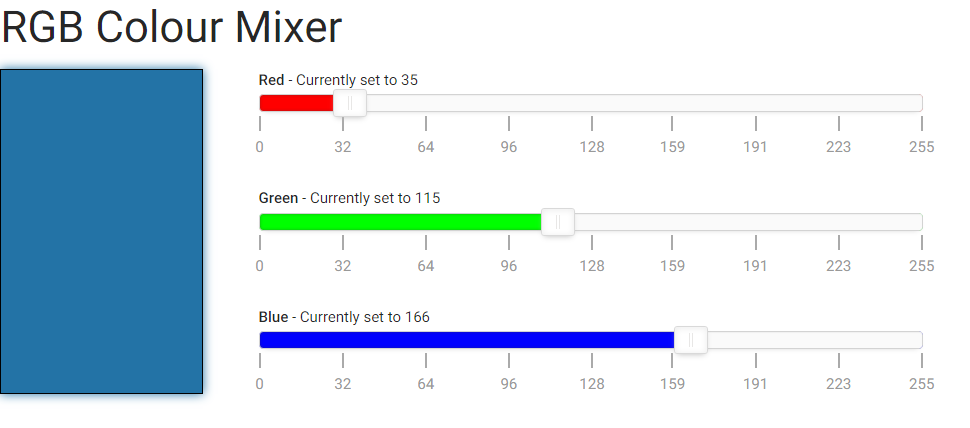 RGB Colour Mixer
Red - Currently set to 35
0 32 64 96 128 159 191 223 255
Green - Currently set to 115
0 32 64 96 128 159 191 223 255
Blue - Currently set to 166
0 32 64 96 128 159 191 223 255